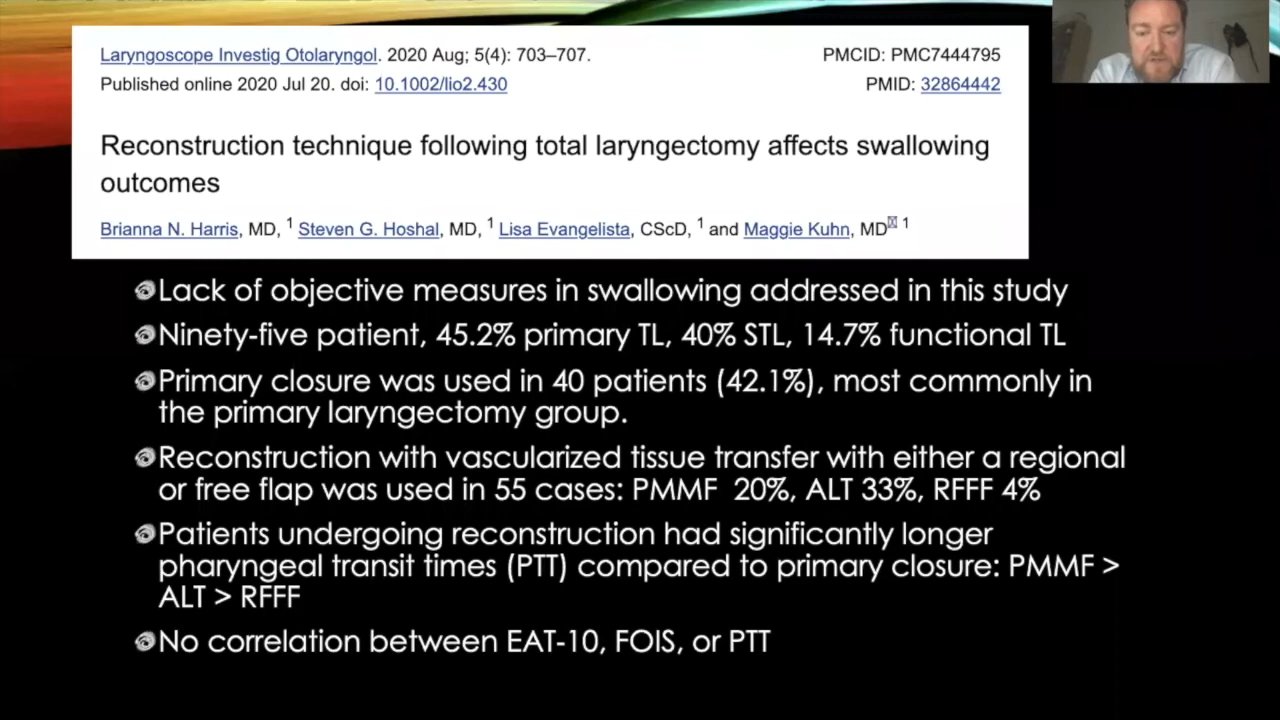 Laryngoscope Investig Otolaryngol. 2020 Aug; 5(4): 703–707. PMCID: PMC7444795
Published online 2020 Jul 20. doi: 10.1002/lio2.430 PMID: 32864442
Reconstruction technique following total laryngectomy affects swallowing
outcomes
Brianna N. Harris, MD, 1 Steven G. Hoshal, MD, 1 Lisa Evangelista, CScD, 1 and Maggie Kuhn, MD 1
Lack of objective measures in swallowing addressed in this study
Ninety-five patient, 45.2% primary TL, 40% STL, 14.7% functional TL
Primary closure was used in 40 patients (42.1%), most commonly in
the primary laryngectomy group.
Reconstruction with vascularized tissue transfer with either a regional
or free flap was used in 55 cases: PMMF 20%, ALT 33%, RFFF 4%
Patients undergoing reconstruction had significantly longer
pharyngeal transit times (PTT) compared to primary closure: PMMF >
ALT > RFFF
No correlation between EAT-10, FOIS, or PTT